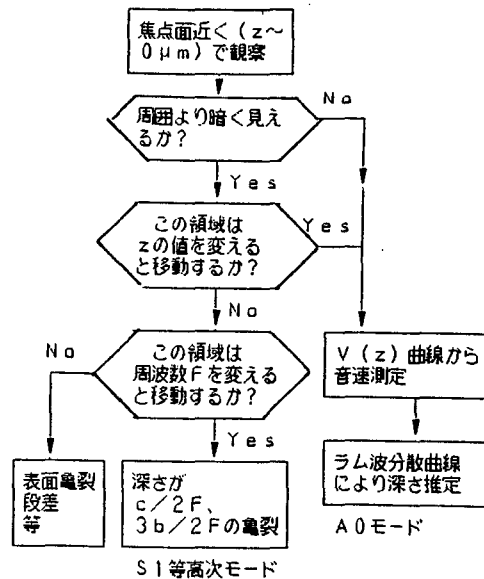 焦点面近く(z~
0μm)で観察
No
周囲より暗く見え
るか?
Yes
この領域は
zの値を変える
と移動するか?
Yes
No
この領域は
周波数Fを変える
と移動するか?
No
Yes
V(z)曲線から
音速測定
表面亀裂
段差
等
深さが
c/2F、
3b/2Fの亀裂
ラム波分散曲線
により深さ推定
A0モード
S1等高次モード